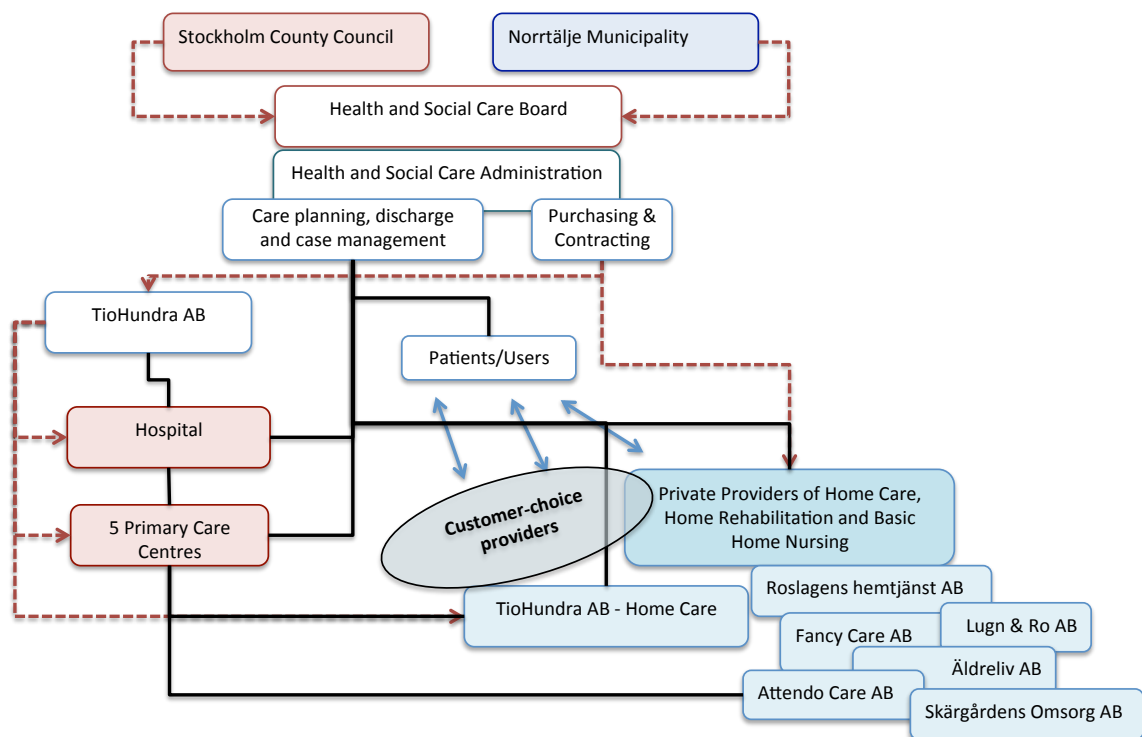 Stockholm County Council
Norrtälje Municipality
Health and Social Care Board
Health and Social Care Administration
Care planning, discharge
and case management
Purchasing &
Contracting
TioHundra AB
Patients/Users
Hospital
Customer-choice
providers
Private Providers of Home Care,
Home Rehabilitation and Basic
Home Nursing
5 Primary Care
Centres
Roslagens hemtjänst AB
TioHundra AB - Home Care
Lugn & Ro AB
Fancy Care AB
Äldreliv AB
Attendo Care AB
Skärgårdens Omsorg AB